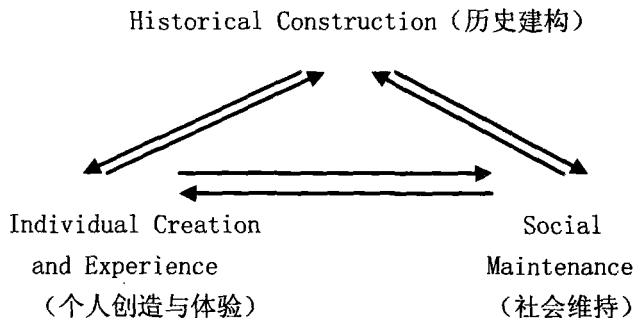 Historical Construction（历史建构）
Individual Creation
and Experience
（个人创造与体验）
Social
Maintenance
（社会维持）